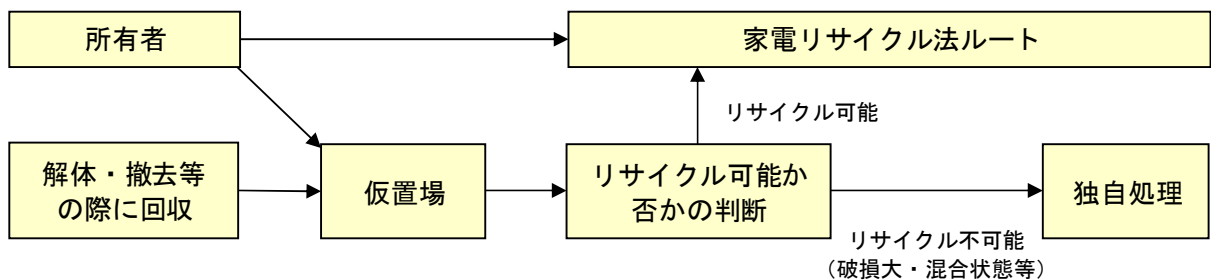 所有者
家電リサイクル法ルート
リサイクル可能
解体・撤去等
の際に回収
仮置場
リサイクル可能か
否かの判断
独自処理
リサイクル不可能
（破損大・混合状態等）